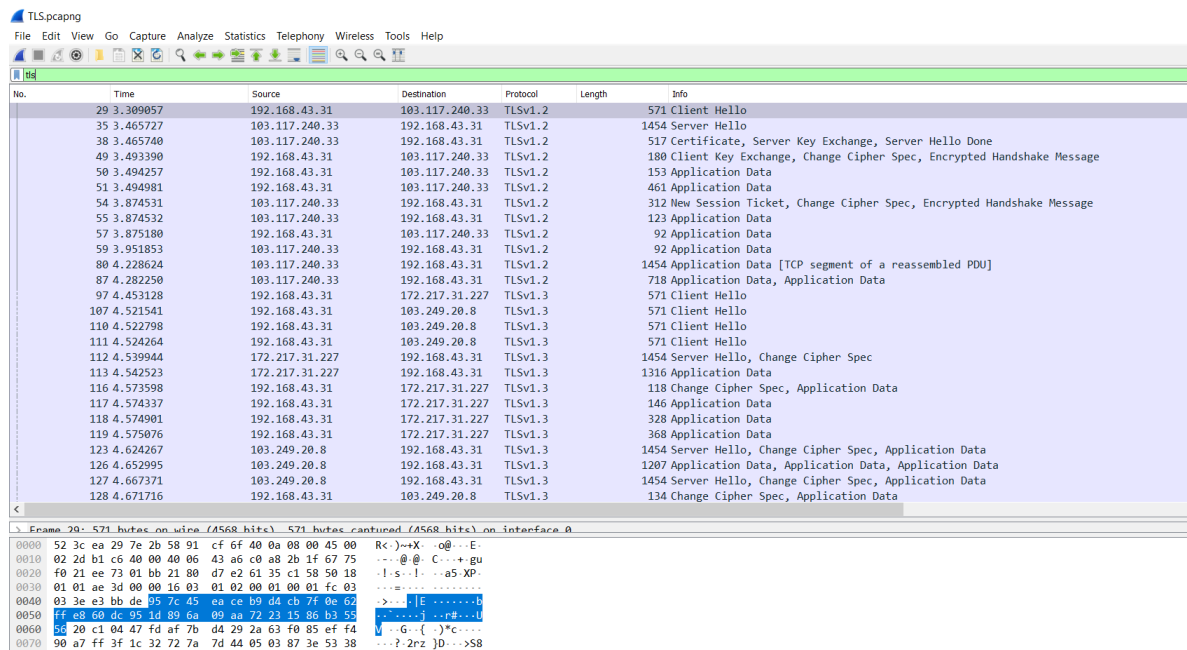 TLS.pcapng
File Edit View Go Capture Analyze Statistics Telephony Wireless Tools Help
tls
No. Time Source Destination Protocol Length Info
29 3.309057 192.168.43.31 103.117.240.33 TLSv1.2 571 Client Hello
35 3.465727 103.117.240.33 192.168.43.31 TLSv1.2 1454 Server Hello
38 3.465740 103.117.240.33 192.168.43.31 TLSv1.2 517 Certificate, Server Key Exchange, Server Hello Done
49 3.493390 192.168.43.31 103.117.240.33 TLSv1.2 180 Client Key Exchange, Change Cipher Spec, Encrypted Handshake Message
50 3.494257 192.168.43.31 103.117.240.33 TLSv1.2 153 Application Data
51 3.494981 192.168.43.31 103.117.240.33 TLSv1.2 461 Application Data
54 3.874531 103.117.240.33 192.168.43.31 TLSv1.2 312 New Session Ticket, Change Cipher Spec, Encrypted Handshake Message
55 3.874532 103.117.240.33 192.168.43.31 TLSv1.2 123 Application Data
57 3.875180 192.168.43.31 103.117.240.33 TLSv1.2 92 Application Data
59 3.951853 103.117.240.33 192.168.43.31 TLSv1.2 92 Application Data
80 4.228624 103.117.240.33 192.168.43.31 TLSv1.2 1454 Application Data [TCP segment of a reassembled PDU]
87 4.282250 103.117.240.33 192.168.43.31 TLSv1.2 718 Application Data, Application Data
97 4.453128 192.168.43.31 172.217.31.227 TLSv1.3 571 Client Hello
107 4.521541 192.168.43.31 103.249.20.8 TLSv1.3 571 Client Hello
110 4.522798 192.168.43.31 103.249.20.8 TLSv1.3 571 Client Hello
111 4.524264 192.168.43.31 103.249.20.8 TLSv1.3 571 Client Hello
112 4.539944 172.217.31.227 192.168.43.31 TLSv1.3 1454 Server Hello, Change Cipher Spec
113 4.542523 172.217.31.227 192.168.43.31 TLSv1.3 1316 Application Data
116 4.573598 192.168.43.31 172.217.31.227 TLSv1.3 118 Change Cipher Spec, Application Data
117 4.574337 192.168.43.31 172.217.31.227 TLSv1.3 146 Application Data
118 4.574901 192.168.43.31 172.217.31.227 TLSv1.3 328 Application Data
119 4.575076 192.168.43.31 172.217.31.227 TLSv1.3 368 Application Data
123 4.624267 103.249.20.8 192.168.43.31 TLSv1.3 1454 Server Hello, Change Cipher Spec, Application Data
126 4.652995 103.249.20.8 192.168.43.31 TLSv1.3 1207 Application Data, Application Data, Application Data
127 4.667371 103.249.20.8 192.168.43.31 TLSv1.3 1454 Server Hello, Change Cipher Spec, Application Data
128 4.671716 192.168.43.31 103.249.20.8 TLSv1.3 134 Change Cipher Spec, Application Data
> Frame 29: 571 bytes on wire (4568 bits), 571 bytes captured (4568 bits) on interface 0
0000 52 3c ea 29 7e 2b 58 91 cf 6f 40 0a 08 00 45 00 R<·)~+X· ·o@···E·
0010 02 2d b1 c6 40 00 40 06 43 a6 c0 a8 2b 1f 67 75 ·-··@·@· C···+·gu
0020 f0 21 ee 73 01 bb 21 80 d7 e2 61 35 c1 58 50 18 ·!·s··!· ··a5·XP·
0030 01 01 ae 3d 00 00 16 03 01 02 00 01 00 01 fc 03 ···=···· ········
0040 03 3e e3 bb de 95 7c 45 ea ce b9 d4 cb 7f 0e 62 ·>····|E ·······b
0050 ff e8 60 dc 95 1d 89 6a 09 aa 72 23 15 86 b3 55 ··`····j ··r#···U
0060 56 20 c1 04 47 fd af 7b d4 29 2a 63 f0 85 ef f4 V ··G··{ ·)*c····
0070 90 a7 ff 3f 1c 32 72 7a 7d 44 05 03 87 3e 53 38 ···?·2rz }D···>S8